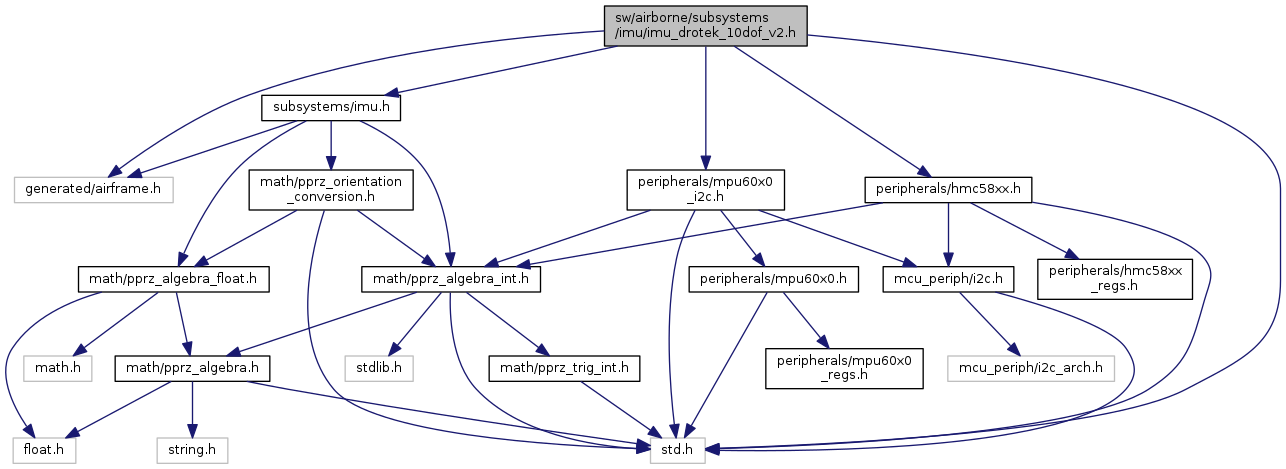 sw/airborne/subsystems
/imu/imu_drotek_10dof_v2.h
subsystems/imu.h
generated/airframe.h
math/pprz_orientation
_conversion.h
peripherals/mpu60x0
_i2c.h
peripherals/hmc58xx.h
math/pprz_algebra_float.h
math/pprz_algebra_int.h
peripherals/mpu60x0.h
mcu_periph/i2c.h
peripherals/hmc58xx
_regs.h
math.h
math/pprz_algebra.h
stdlib.h
math/pprz_trig_int.h
peripherals/mpu60x0
_regs.h
mcu_periph/i2c_arch.h
float.h
string.h
std.h